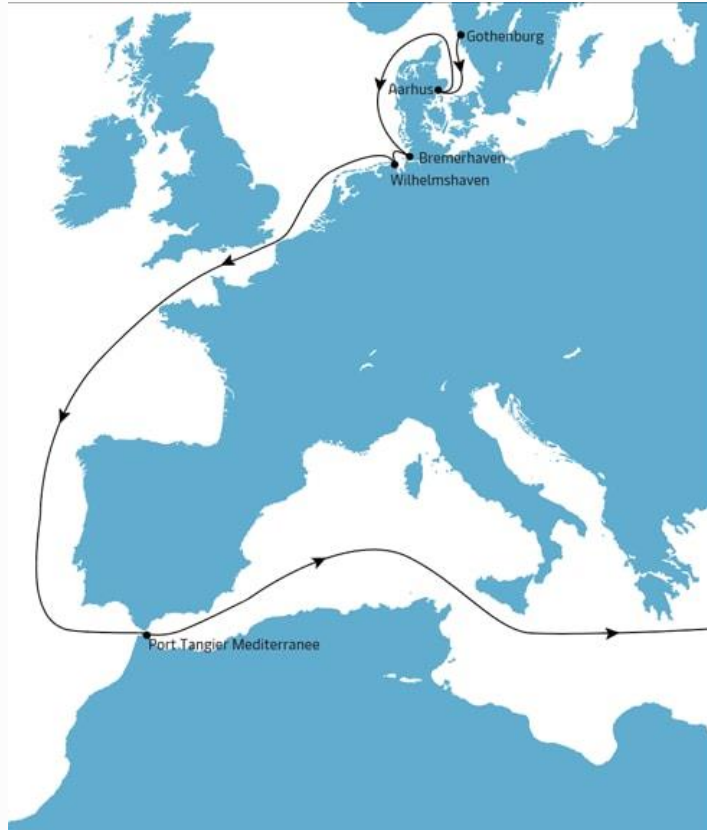 Gothenburg
Aarhus
Bremerhaven
Wilhelmshaven
Port Tangier Mediterranee